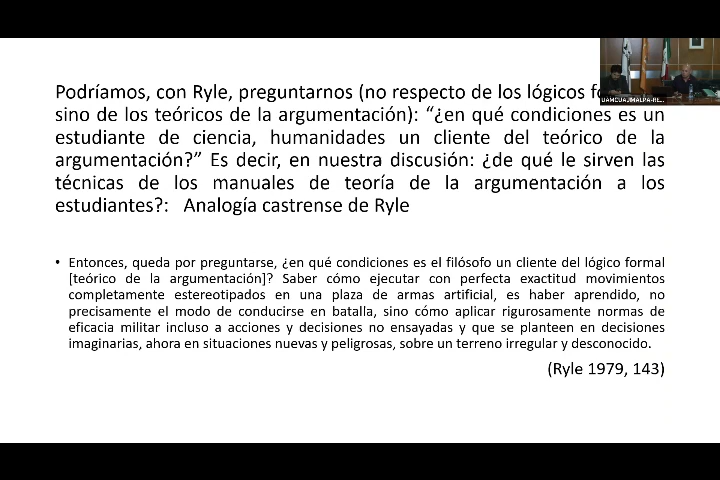 Podríamos, con Ryle, preguntarnos (no respecto de los lógicos
sino de los teóricos de la argumentación): “¿en qué condiciones es un
estudiante de ciencia, humanidades un cliente del teórico de la
argumentación?” Es decir, en nuestra discusión: ¿de qué le sirven las
técnicas de los manuales de teoría de la argumentación a los
estudiantes?: Analogía castrense de Ryle
• Entonces, queda por preguntarse, ¿en qué condiciones es el filósofo un cliente del lógico formal
[teórico de la argumentación]? Saber cómo ejecutar con perfecta exactitud movimientos
completamente estereotipados en una plaza de armas artificial, es haber aprendido, no
precisamente el modo de conducirse en batalla, sino cómo aplicar rigurosamente normas de
eficacia militar incluso a acciones y decisiones no ensayadas y que se planteen en decisiones
imaginarias, ahora en situaciones nuevas y peligrosas, sobre un terreno irregular y desconocido.
(Ryle 1979, 143)
UAMCUAJIMALPA-RE...